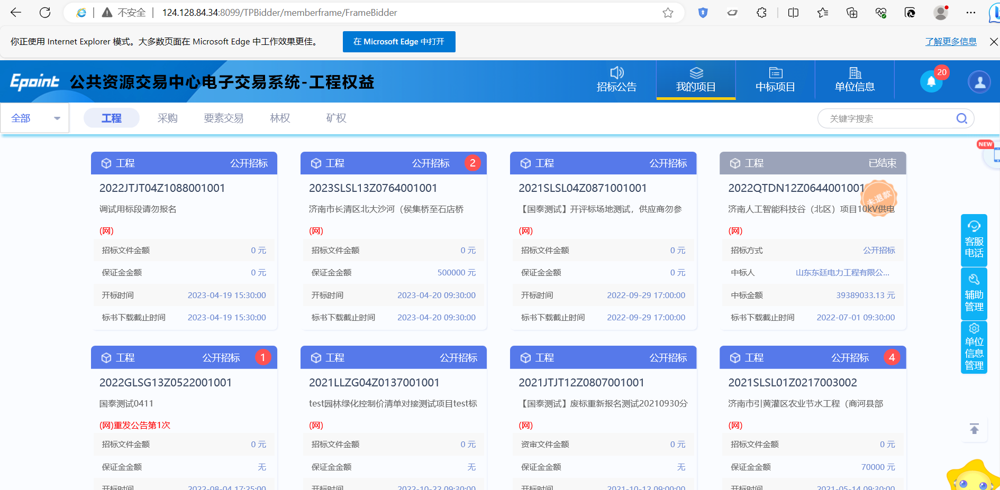 不安全 124.128.84.34:8099/TPBidder/memberframe/FrameBidder
你正使用 Internet Explorer 模式。大多数页面在 Microsoft Edge 中工作效果更佳。 在 Microsoft Edge 中打开 了解更多信息
Epoint 公共资源交易中心电子交易系统-工程权益 招标公告 我的项目 中标项目 单位信息 20
全部 工程 采购 要素交易 林权 矿权 关键字搜索
NEW
工程 公开招标
2022JTJT04Z1088001001
调试用标段请勿报名
(网)
招标文件金额 0 元
保证金金额 0 元
开标时间 2023-04-19 15:30:00
标书下载截止时间 2023-04-19 15:30:00
工程 公开招标 2
2023SLSL13Z0764001001
济南市长清区北大沙河（侯集桥至石店桥
(网)
招标文件金额 0 元
保证金金额 500000 元
开标时间 2023-04-20 09:30:00
标书下载截止时间 2023-04-20 09:30:00
工程 公开招标
2021SLSL04Z0871001001
【国泰测试】开评标场地测试，供应商勿参
(网)
招标文件金额 0 元
保证金金额 0 元
开标时间 2022-09-29 17:00:00
标书下载截止时间 2022-09-29 17:00:00
工程 已结束
2022QTDN12Z0644001001
未退款
济南人工智能科技谷（北区）项目10kV供电
(网)
招标方式 公开招标
中标人 山东东廷电力工程有限公...
中标金额 39389033.13 元
标书下载截止时间 2022-07-01 09:30:00
客服
电话
辅助
管理
单位
信息
管理
工程 公开招标 1
2022GLSG13Z0522001001
国泰测试0411
(网)重发公告第1次
招标文件金额 0 元
保证金金额 无
开标时间 2022-08-04 17:25:00
工程 公开招标
2021LLZG04Z0137001001
test园林绿化控制价清单对接测试项目test标
(网)
招标文件金额 0 元
保证金金额 无
开标时间 2022-10-22 09:30:00
工程 公开招标
2021JTJT12Z0807001001
【国泰测试】废标重新报名测试20210930分
(网)
资审文件金额 0 元
保证金金额 无
开标时间 2021-10-12 09:00:00
工程 公开招标 4
2021SLSL01Z0217003002
济南市引黄灌区农业节水工程（商河县部
(网)
招标文件金额 0 元
保证金金额 70000 元
开标时间 2021-05-14 09:30:00